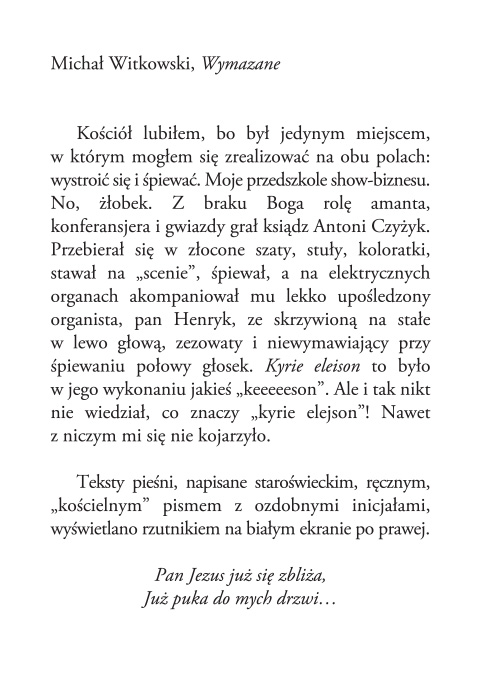 Michał Witkowski, Wymazane
Kościół lubiłem, bo był jedynym miejscem,
w którym mogłem się zrealizować na obu polach:
wystroić się i śpiewać. Moje przedszkole show-biznesu.
No, żłobek. Z braku Boga rolę amanta,
konferansjera i gwiazdy grał ksiądz Antoni Czyżyk.
Przebierał się w złocone szaty, stuły, koloratki,
stawał na „scenie”, śpiewał, a na elektrycznych
organach akompaniował mu lekko upośledzony
organista, pan Henryk, ze skrzywioną na stałe
w lewo głową, zezowaty i niewymawiający przy
śpiewaniu połowy głosek. Kyrie eleison to było
w jego wykonaniu jakieś „keeeeeson”. Ale i tak nikt
nie wiedział, co znaczy „kyrie elejson”! Nawet
z niczym mi się nie kojarzyło.
Teksty pieśni, napisane staroświeckim, ręcznym,
„kościelnym” pismem z ozdobnymi inicjałami,
wyświetlano rzutnikiem na białym ekranie po prawej.
Pan Jezus już się zbliża,
Już puka do mych drzwi…